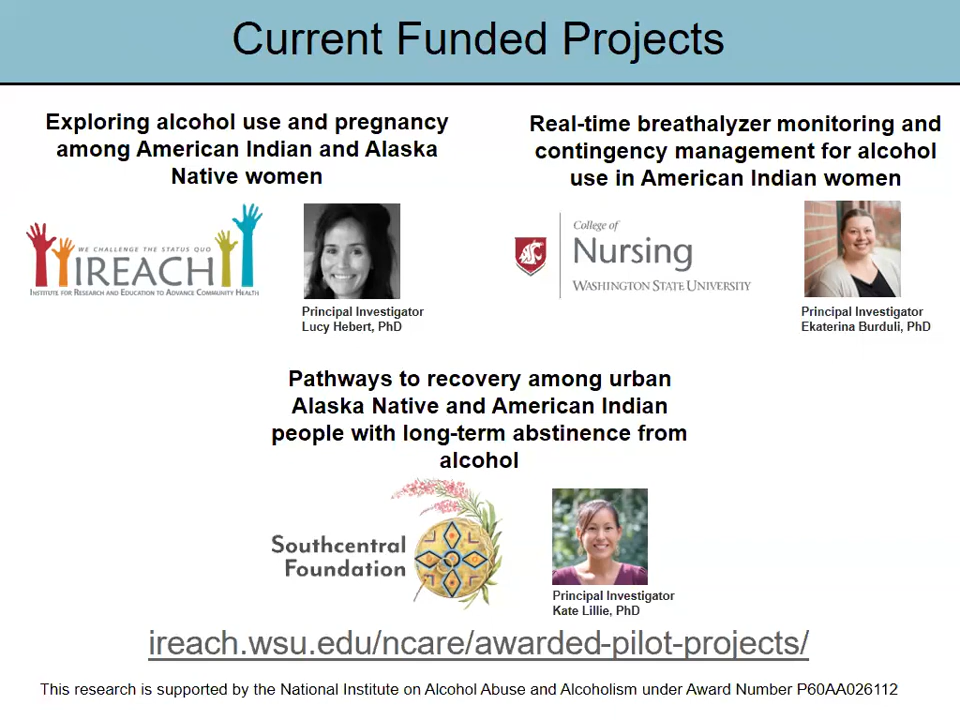 Current Funded Projects
Exploring alcohol use and pregnancy
among American Indian and Alaska
Native women
WE CHALLENGE THE STATUS QUO
IREACH
INSTITUTE FOR RESEARCH AND EDUCATION TO ADVANCE COMMUNITY HEALTH
Principal Investigator
Lucy Hebert, PhD
Real-time breathalyzer monitoring and
contingency management for alcohol
use in American Indian women
College of
Nursing
WASHINGTON STATE UNIVERSITY
Principal Investigator
Ekaterina Burduli, PhD
Pathways to recovery among urban
Alaska Native and American Indian
people with long-term abstinence from
alcohol
Southcentral
Foundation
Principal Investigator
Kate Lillie, PhD
ireach.wsu.edu/ncare/awarded-pilot-projects/
This research is supported by the National Institute on Alcohol Abuse and Alcoholism under Award Number P60AA026112